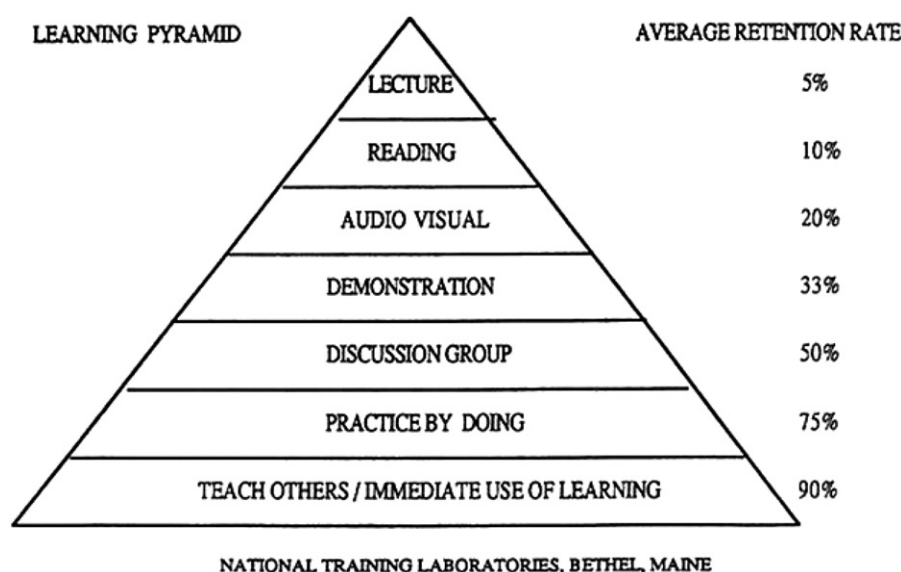 LEARNING PYRAMID
AVERAGE RETENTION RATE
LECTURE 5%
READING 10%
AUDIO VISUAL 20%
DEMONSTRATION 33%
DISCUSSION GROUP 50%
PRACTICE BY DOING 75%
TEACH OTHERS / IMMEDIATE USE OF LEARNING 90%
NATIONAL TRAINING LABORATORIES, BETHEL, MAINE